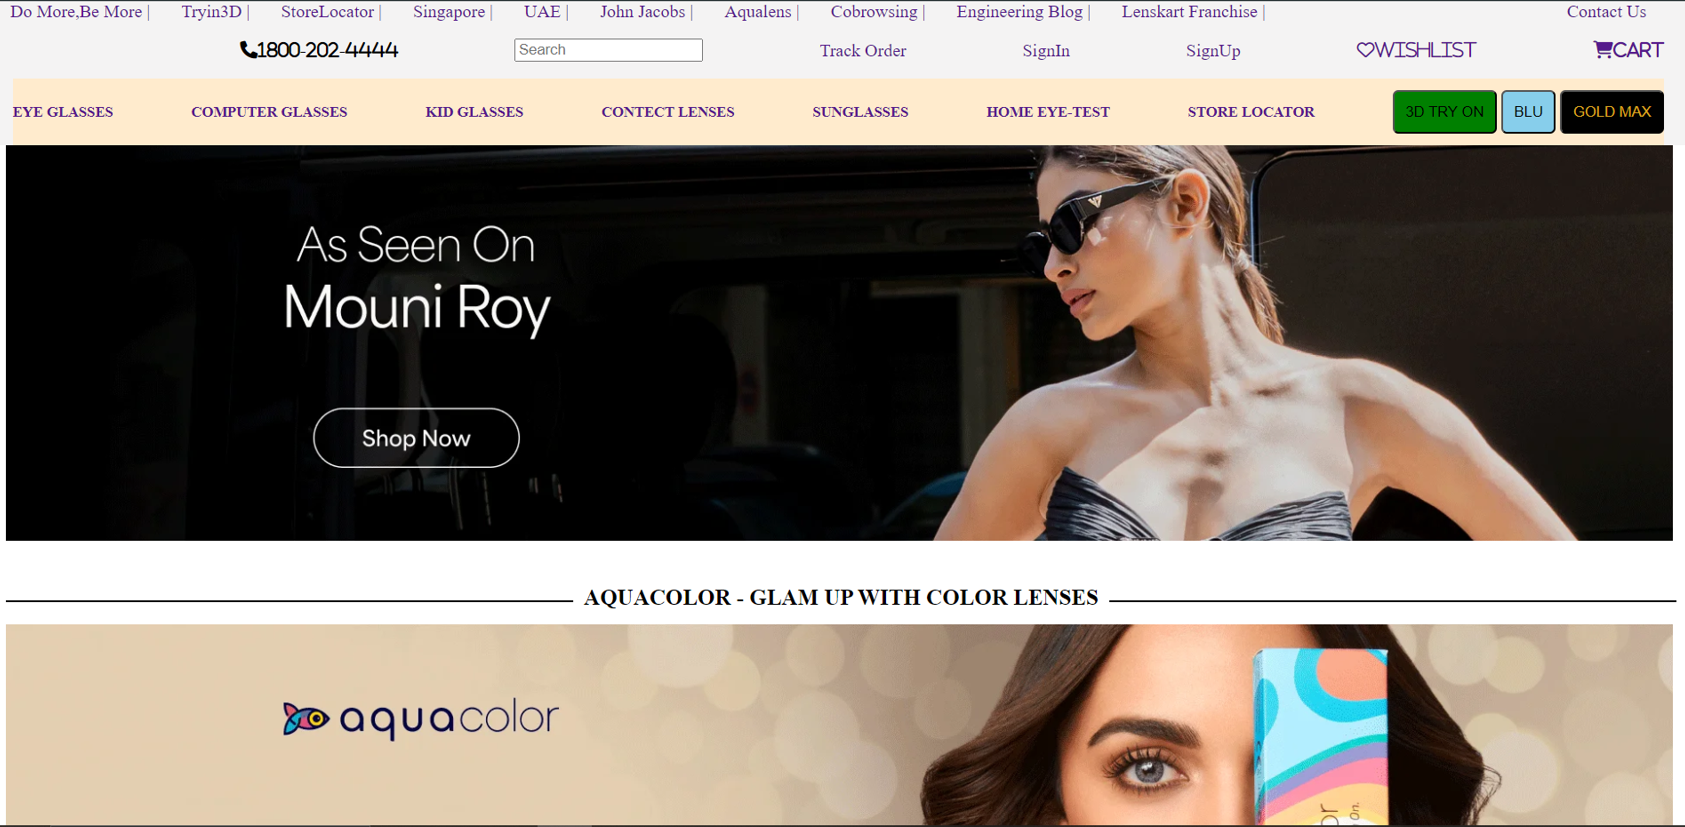 Do More,Be More | Tryin3D | StoreLocator | Singapore | UAE | John Jacobs | Aqualens | Cobrowsing | Engineering Blog | Lenskart Franchise | Contact Us
1800-202-4444 Search Track Order SignIn SignUp WISHLIST CART
EYE GLASSES COMPUTER GLASSES KID GLASSES CONTECT LENSES SUNGLASSES HOME EYE-TEST STORE LOCATOR 3D TRY ON BLU GOLD MAX
As Seen On
Mouni Roy
Shop Now
AQUACOLOR - GLAM UP WITH COLOR LENSES
aquacolor